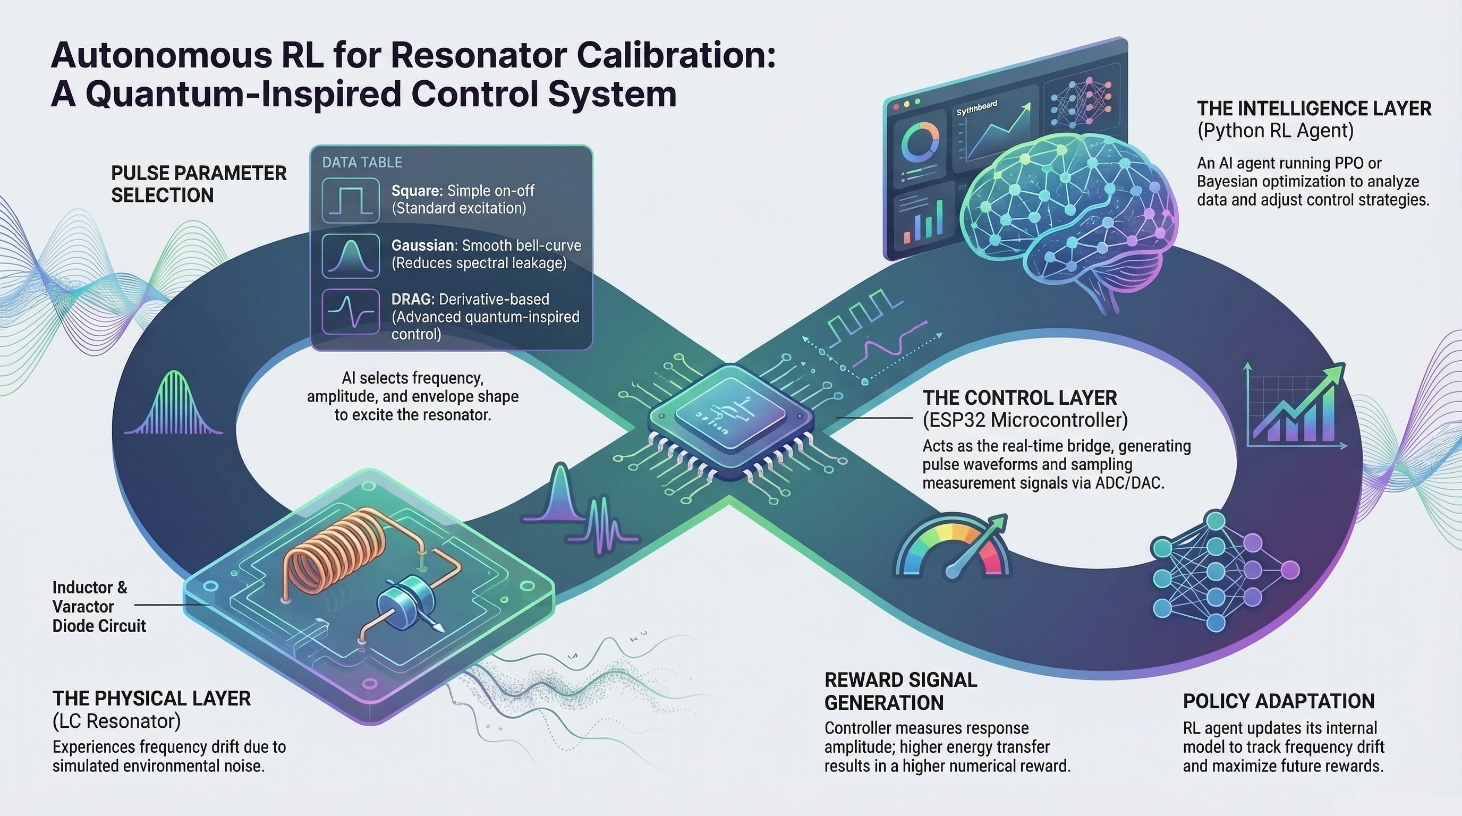 Autonomous RL for Resonator Calibration:
A Quantum-Inspired Control System
PULSE PARAMETER
SELECTION
DATA TABLE
Square: Simple on-off
(Standard excitation)
Gaussian: Smooth bell-curve
(Reduces spectral leakage)
DRAG: Derivative-based
(Advanced quantum-inspired
control)
AI selects frequency,
amplitude, and envelope shape
to excite the resonator.
THE INTELLIGENCE LAYER
(Python RL Agent)
An AI agent running PPO or
Bayesian optimization to analyze
data and adjust control strategies.
THE CONTROL LAYER
(ESP32 Microcontroller)
Acts as the real-time bridge, generating
pulse waveforms and sampling
measurement signals via ADC/DAC.
Inductor &
Varactor
Diode Circuit
THE PHYSICAL LAYER
(LC Resonator)
Experiences frequency drift due to
simulated environmental noise.
REWARD SIGNAL
GENERATION
Controller measures response
amplitude; higher energy transfer
results in a higher numerical reward.
POLICY ADAPTATION
RL agent updates its internal
model to track frequency drift
and maximize future rewards.